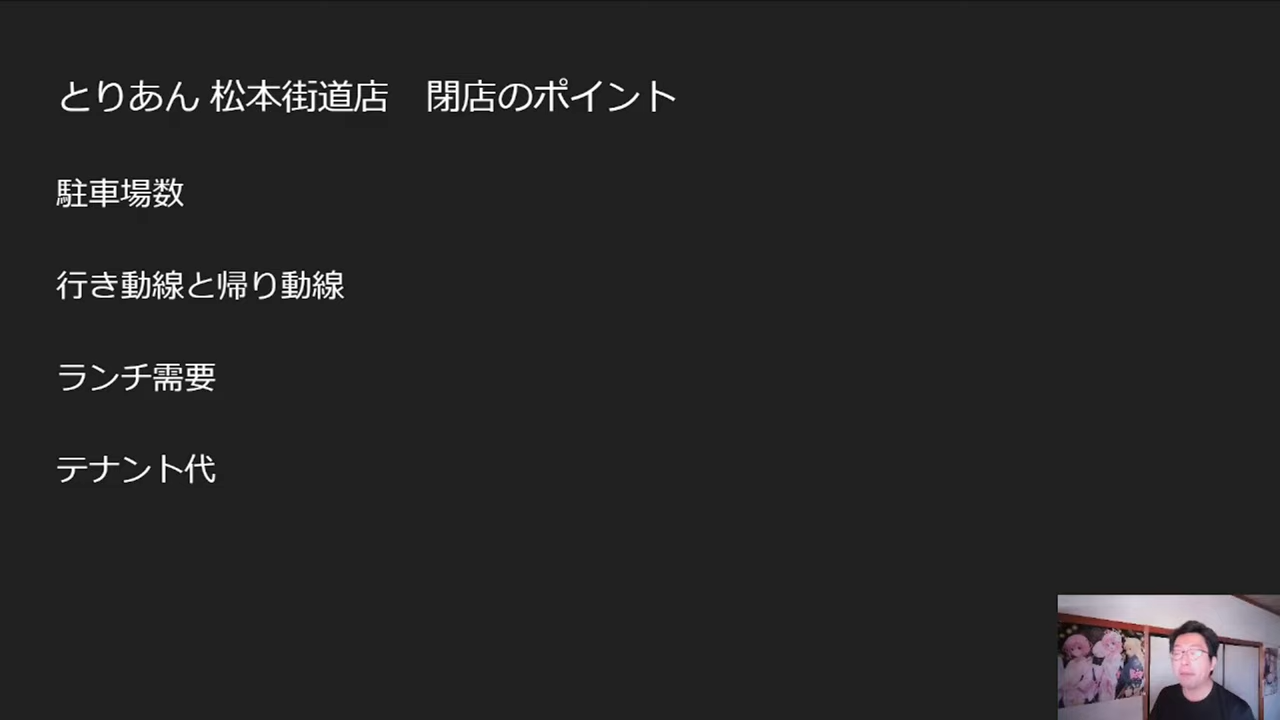 とりあん 松本街道店　閉店のポイント
駐車場数
行き動線と帰り動線
ランチ需要
テナント代